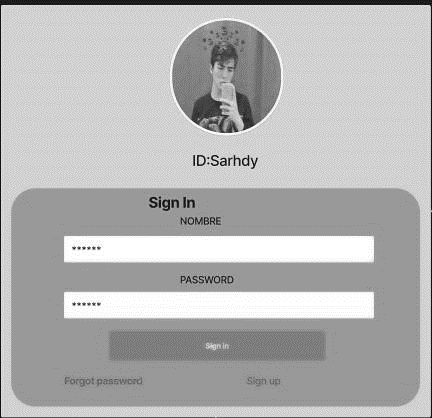 ID:Sarhdy
Sign In
NOMBRE
******
PASSWORD
******
Sign in
Forgot password Sign up